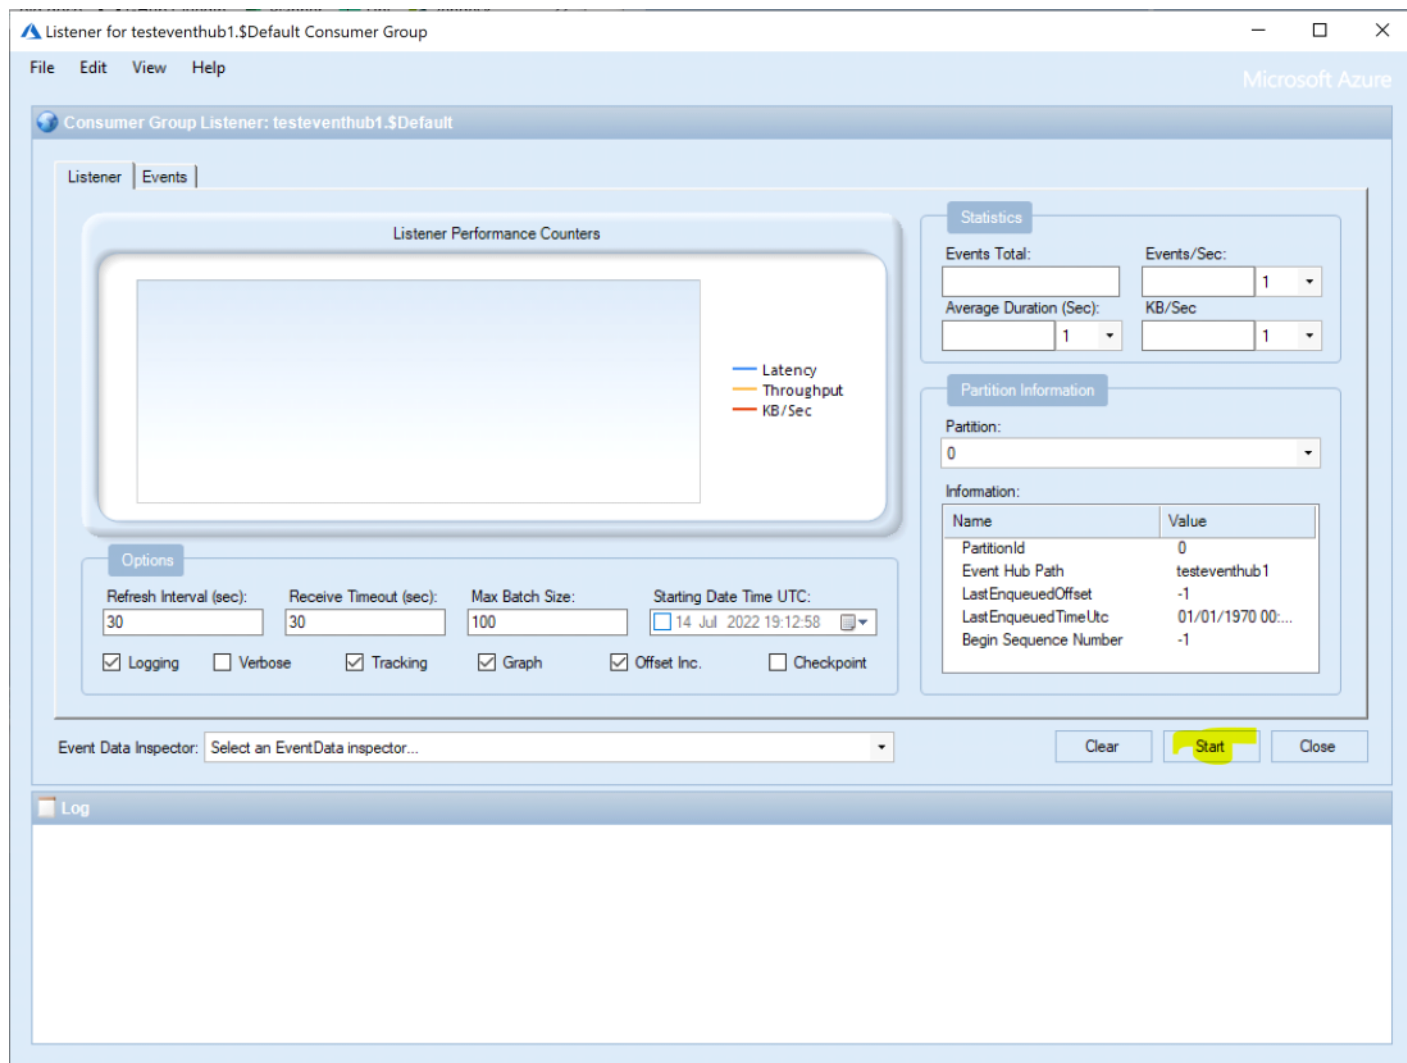 Listener for testeventhub1.$Default Consumer Group
File Edit View Help
Microsoft Azure
Consumer Group Listener: testeventhub1.$Default
Listener Events
Listener Performance Counters
Latency
Throughput
KB/Sec
Statistics
Events Total: Events/Sec:
1
Average Duration (Sec): KB/Sec
1 1
Partition Information
Partition:
0
Information:
Name Value
PartitionId 0
Event Hub Path testeventhub1
LastEnqueuedOffset -1
LastEnqueuedTimeUtc 01/01/1970 00:...
Begin Sequence Number -1
Options
Refresh Interval (sec): Receive Timeout (sec): Max Batch Size: Starting Date Time UTC:
30 30 100 14 Jul 2022 19:12:58
Logging Verbose Tracking Graph Offset Inc. Checkpoint
Event Data Inspector: Select an EventData inspector... Clear Start Close
Log